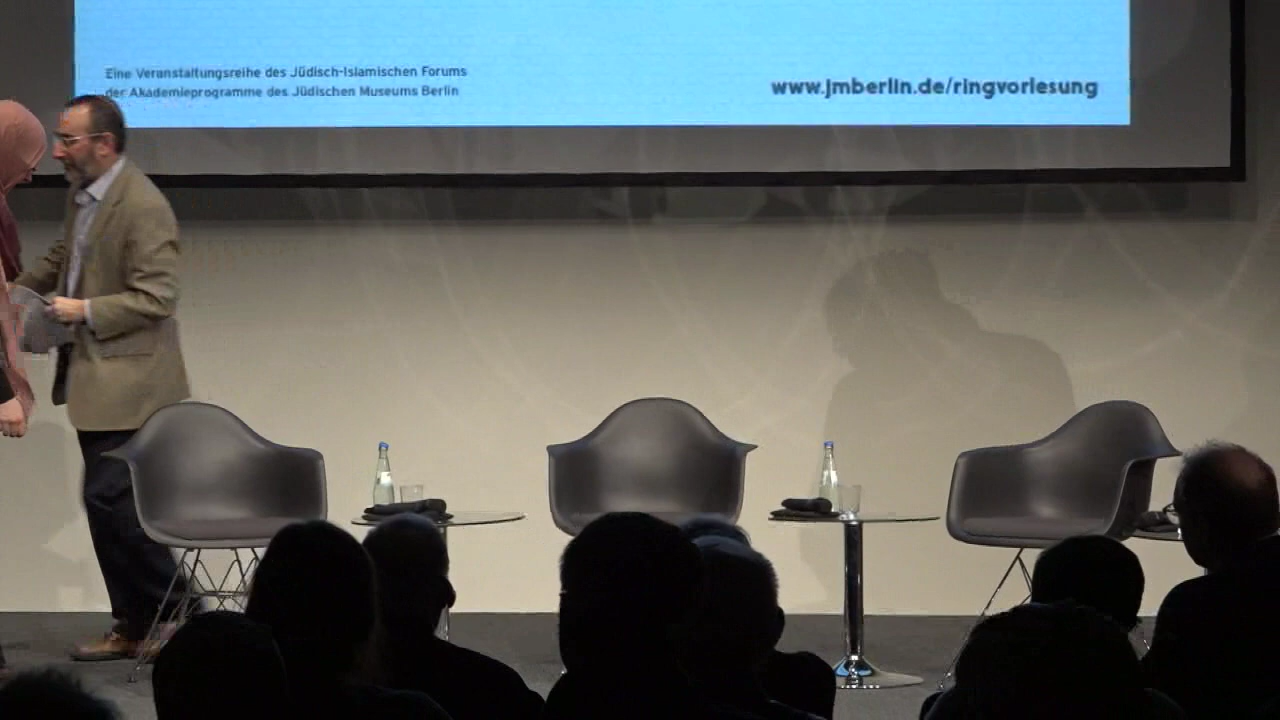 Eine Veranstaltungsreihe des Jüdisch-Islamischen Forums
der Akademieprogramme des Jüdischen Museums Berlin
www.jmberlin.de/ringvorlesung